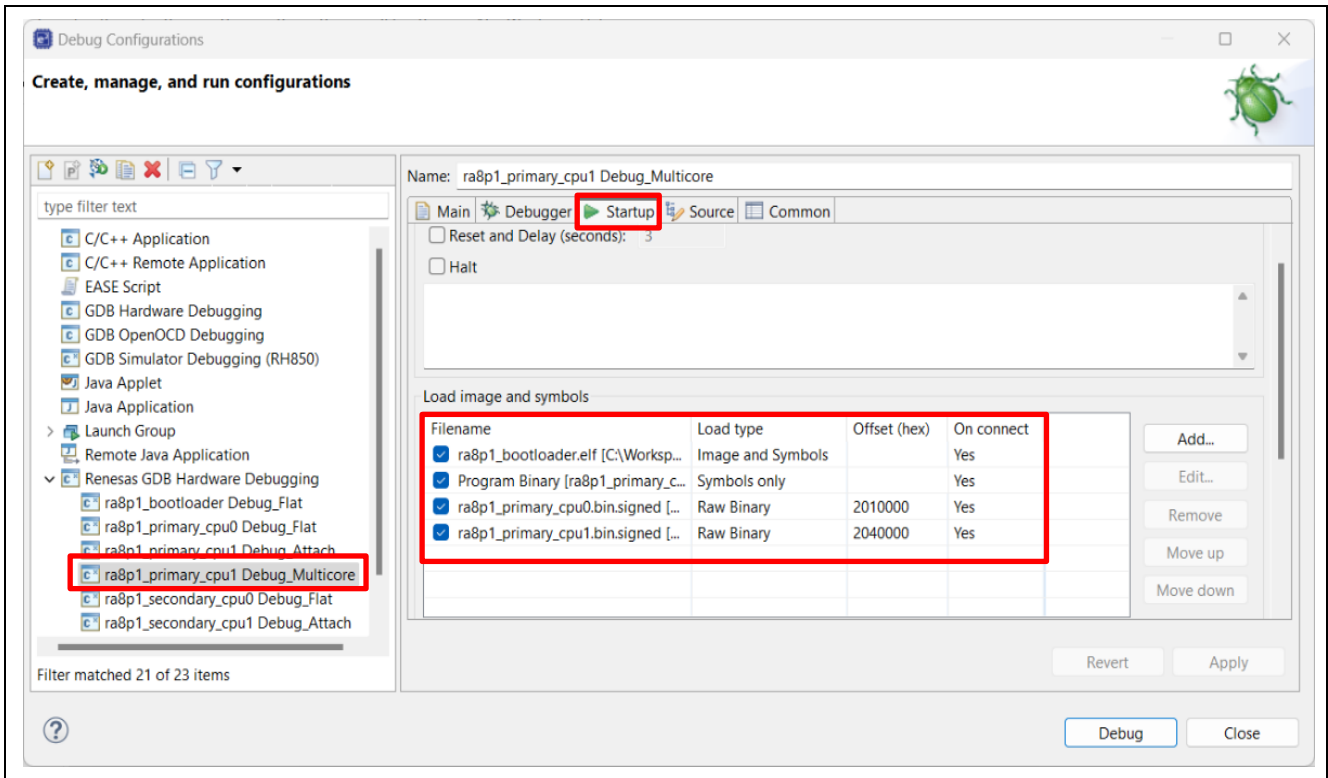 Debug Configurations
Create, manage, and run configurations
type filter text
C/C++ Application
C/C++ Remote Application
EASE Script
GDB Hardware Debugging
GDB OpenOCD Debugging
GDB Simulator Debugging (RH850)
Java Applet
Java Application
Launch Group
Remote Java Application
Renesas GDB Hardware Debugging
ra8p1_bootloader Debug_Flat
ra8p1_primary_cpu0 Debug_Flat
ra8p1_primary_cpu1 Debug_Attach
ra8p1_primary_cpu1 Debug_Multicore
ra8p1_secondary_cpu0 Debug_Flat
ra8p1_secondary_cpu1 Debug_Attach
Filter matched 21 of 23 items
Name: ra8p1_primary_cpu1 Debug_Multicore
Main Debugger Startup Source Common
Reset and Delay (seconds): 3
Halt
Load image and symbols
Filename Load type Offset (hex) On connect
ra8p1_bootloader.elf [C:\Worksp... Image and Symbols Yes
Program Binary [ra8p1_primary_c... Symbols only Yes
ra8p1_primary_cpu0.bin.signed [... Raw Binary 2010000 Yes
ra8p1_primary_cpu1.bin.signed [... Raw Binary 2040000 Yes
Add...
Edit...
Remove
Move up
Move down
Revert Apply
Debug Close